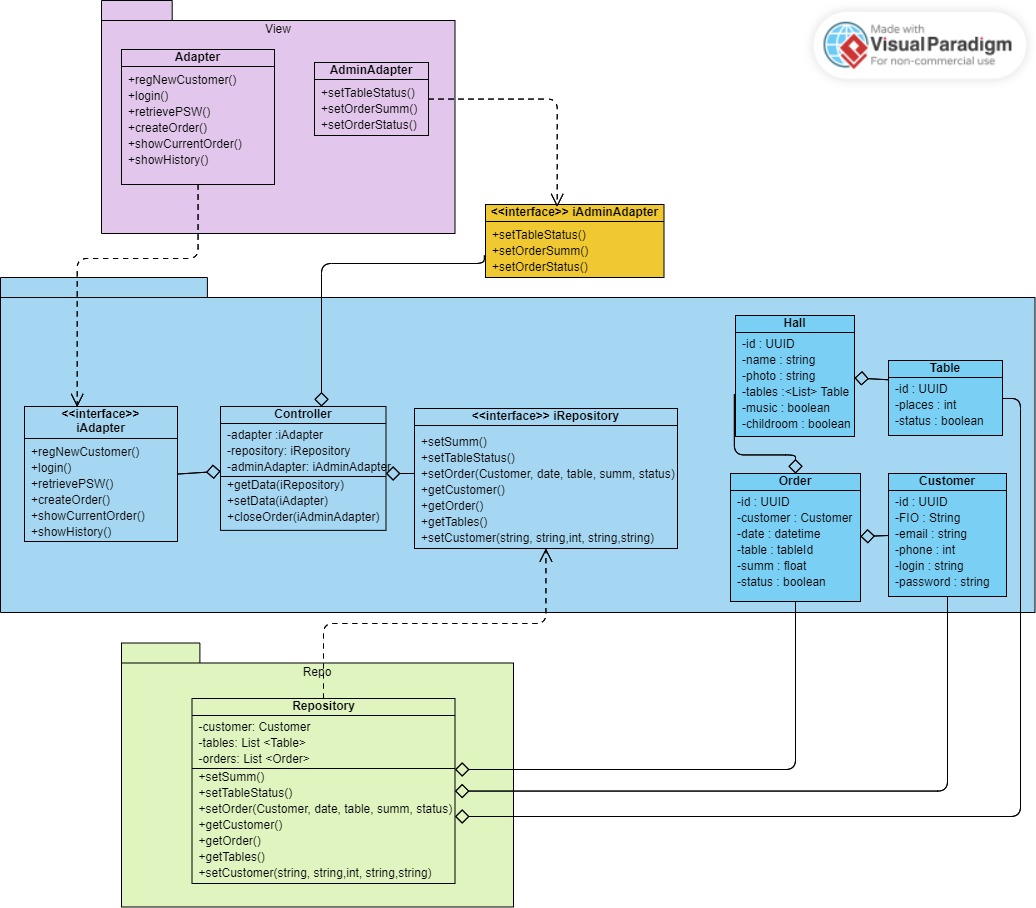 Made with
VisualParadigm
For non-commercial use
View
Adapter
+regNewCustomer()
+login()
+retrievePSW()
+createOrder()
+showCurrentOrder()
+showHistory()
AdminAdapter
+setTableStatus()
+setOrderSumm()
+setOrderStatus()
<<interface>> iAdminAdapter
+setTableStatus()
+setOrderSumm()
+setOrderStatus()
<<interface>>
iAdapter
+regNewCustomer()
+login()
+retrievePSW()
+createOrder()
+showCurrentOrder()
+showHistory()
Controller
-adapter :iAdapter
-repository: iRepository
-adminAdapter: iAdminAdapter
+getData(iRepository)
+setData(iAdapter)
+closeOrder(iAdminAdapter)
<<interface>> iRepository
+setSumm()
+setTableStatus()
+setOrder(Customer, date, table, summ, status)
+getCustomer()
+getOrder()
+getTables()
+setCustomer(string, string,int, string,string)
Hall
-id : UUID
-name : string
-photo : string
-tables :<List> Table
-music : boolean
-childroom : boolean
Table
-id : UUID
-places : int
-status : boolean
Order
-id : UUID
-customer : Customer
-date : datetime
-table : tableId
-summ : float
-status : boolean
Customer
-id : UUID
-FIO : String
-email : string
-phone : int
-login : string
-password : string
Repo
Repository
-customer: Customer
-tables: List <Table>
-orders: List <Order>
+setSumm()
+setTableStatus()
+setOrder(Customer, date, table, summ, status)
+getCustomer()
+getOrder()
+getTables()
+setCustomer(string, string,int, string,string)